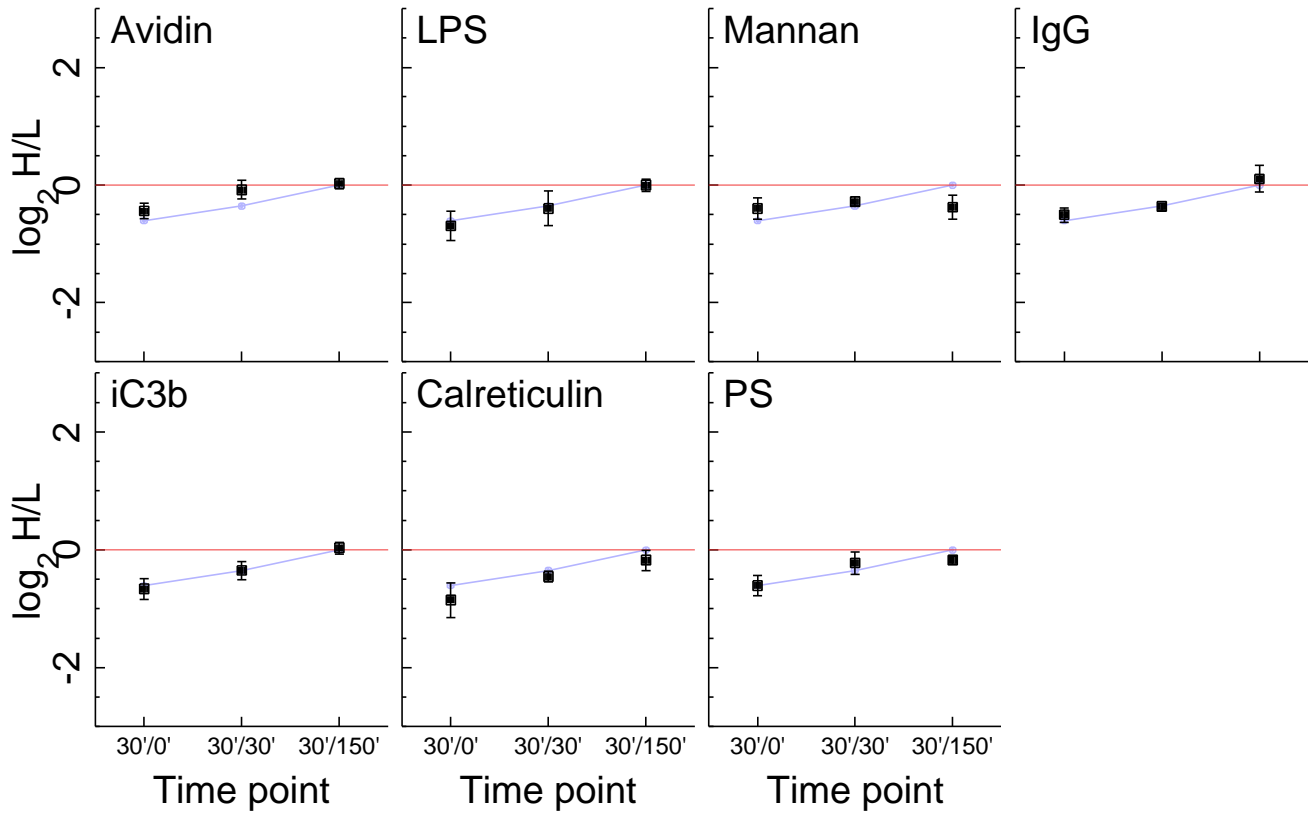 Avidin LPS Mannan IgG
log2 H/L
2
0
-2
iC3b Calreticulin PS
log2 H/L
2
0
-2
30'/0' 30'/30' 30'/150' 30'/0' 30'/30' 30'/150' 30'/0' 30'/30' 30'/150'
Time point Time point Time point